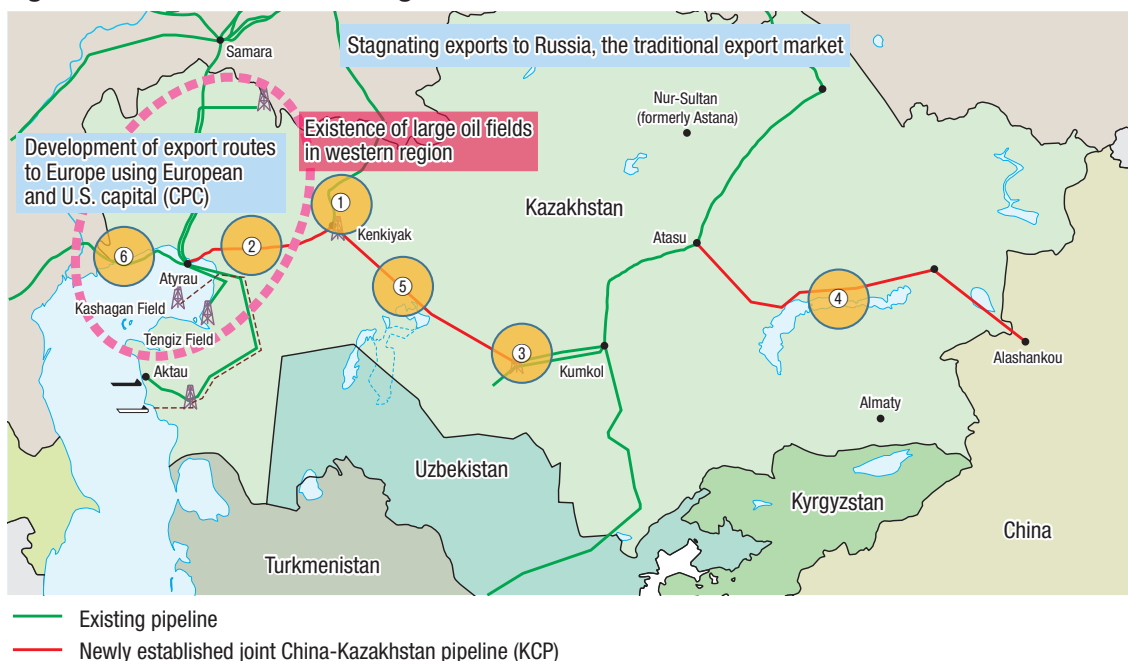 Samara
Stagnating exports to Russia, the traditional export market
Nur-Sultan
(formerly Astana)
Existence of large oil fields
in western region
Development of export routes
to Europe using European
and U.S. capital (CPC)
①
Kenkiyak
Kazakhstan
②
⑥
Atyrau
Atasu
⑤
④
Kashagan Field
Tengiz Field
③
Kumkol
Alashankou
Aktau
Almaty
Uzbekistan
Kyrgyzstan
China
Turkmenistan
Existing pipeline
Newly established joint China-Kazakhstan pipeline (KCP)